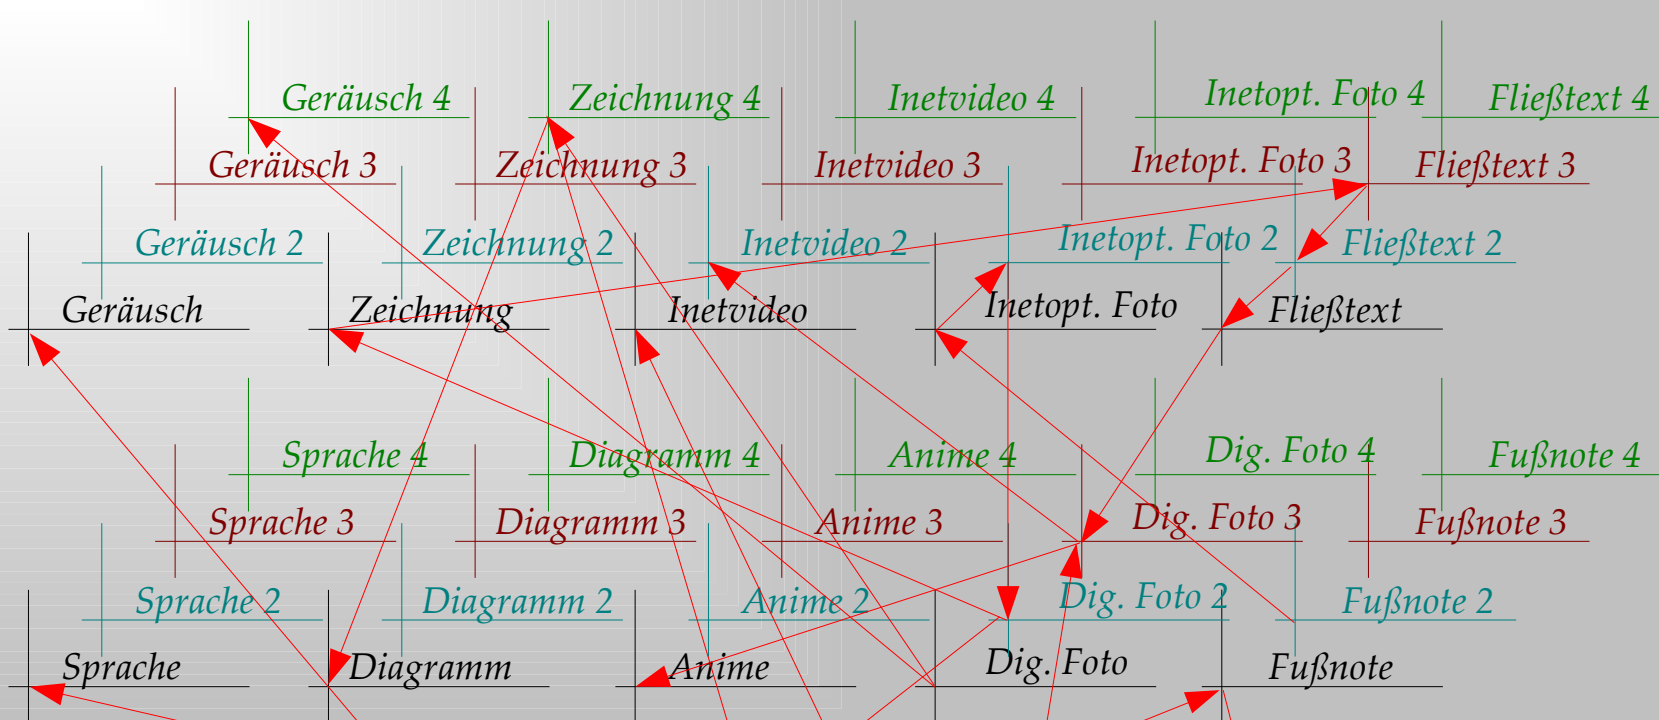 Geräusch 4 Zeichnung 4 Inetvideo 4 Inetopt. Foto 4 Fließtext 4
Geräusch 3 Zeichnung 3 Inetvideo 3 Inetopt. Foto 3 Fließtext 3
Geräusch 2 Zeichnung 2 Inetvideo 2 Inetopt. Foto 2 Fließtext 2
Geräusch Zeichnung Inetvideo Inetopt. Foto Fließtext
Sprache 4 Diagramm 4 Anime 4 Dig. Foto 4 Fußnote 4
Sprache 3 Diagramm 3 Anime 3 Dig. Foto 3 Fußnote 3
Sprache 2 Diagramm 2 Anime 2 Dig. Foto 2 Fußnote 2
Sprache Diagramm Anime Dig. Foto Fußnote